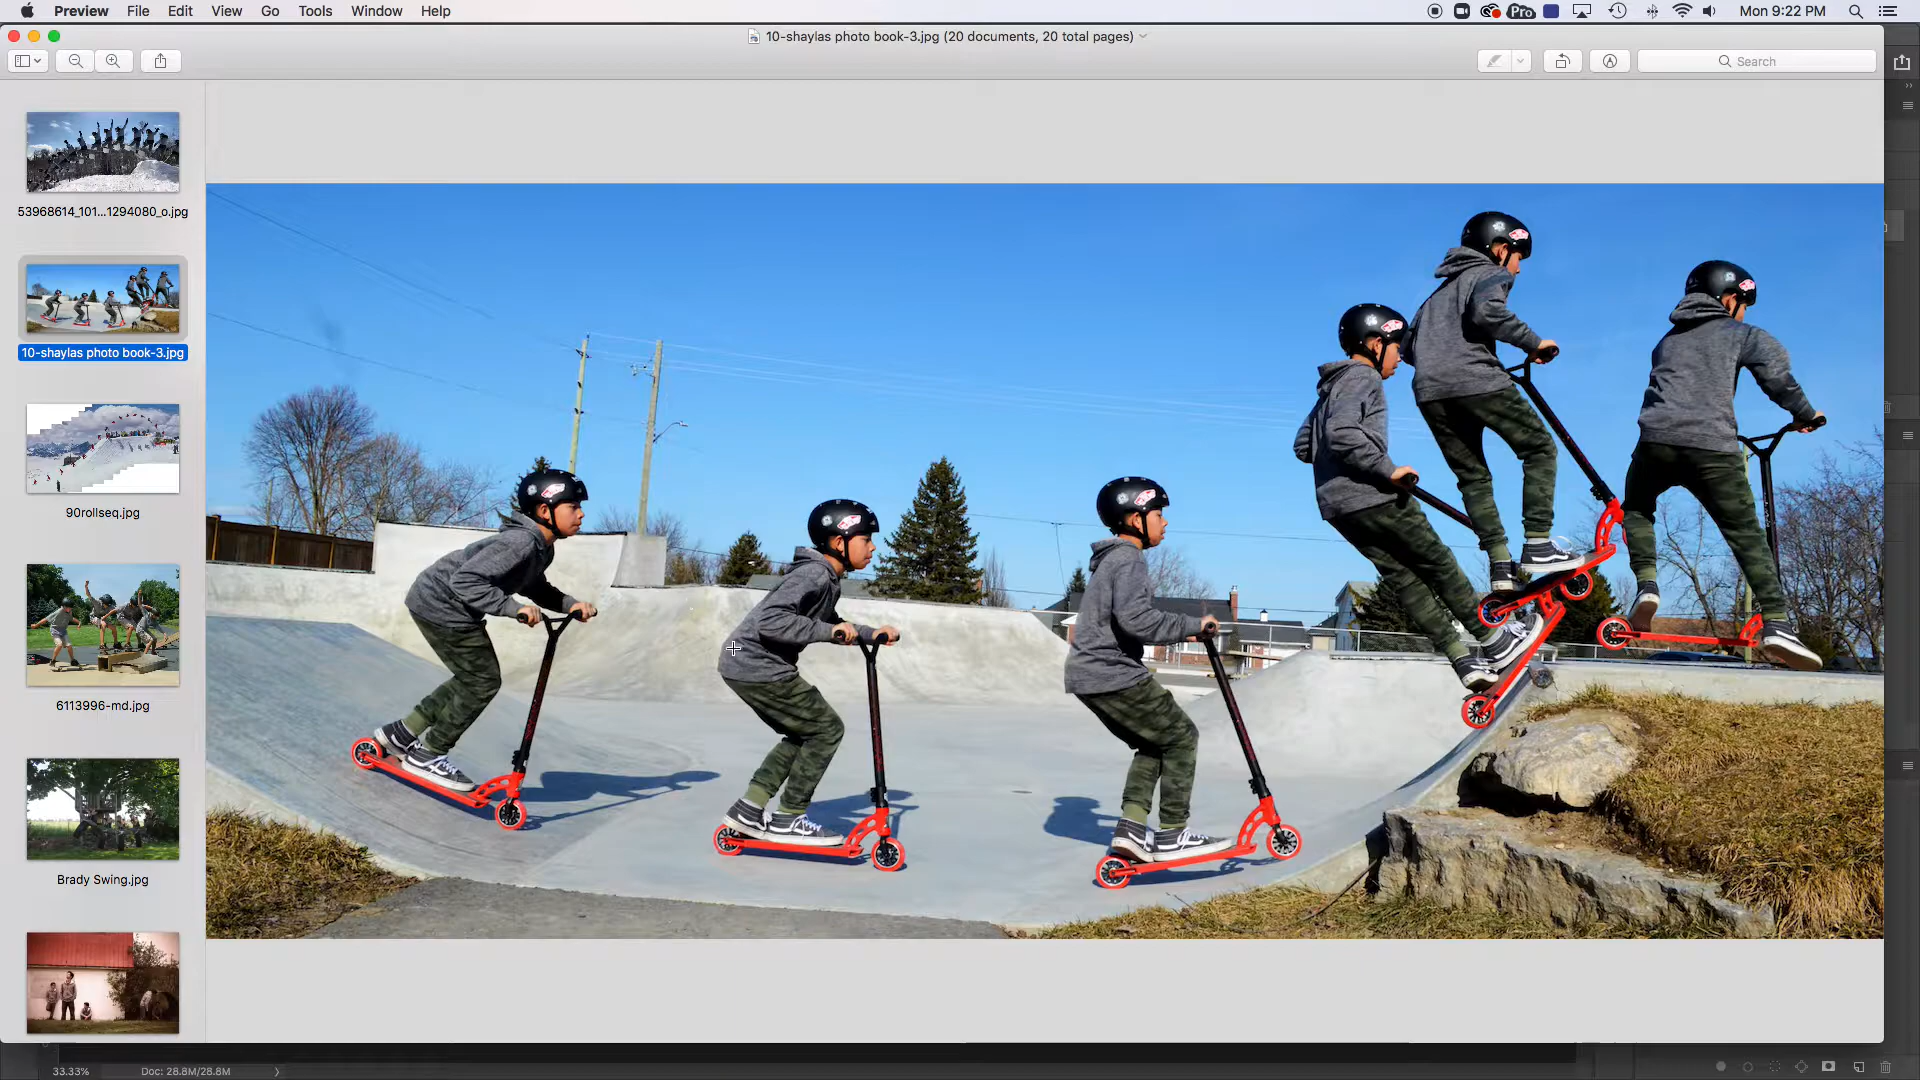 Preview File Edit View Go Tools Window Help
Pro
Mon 9:22 PM
10-shaylas photo book-3.jpg (20 documents, 20 total pages)
Search
53968614_101...1294080_o.jpg
10-shaylas photo book-3.jpg
90rollseq.jpg
6113996-md.jpg
Brady Swing.jpg
33.33%
Doc: 28.8M/28.8M